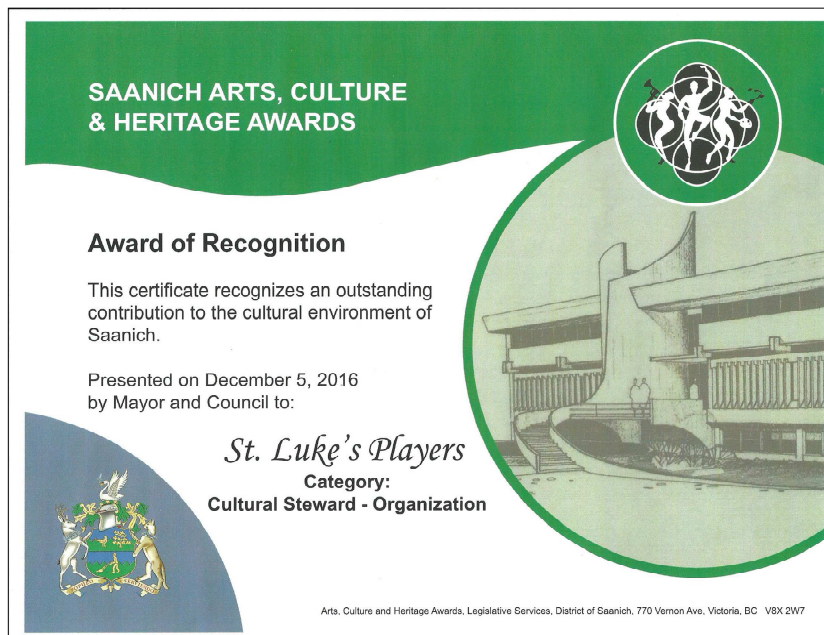 SAANICH ARTS, CULTURE
& HERITAGE AWARDS
Award of Recognition
This certificate recognizes an outstanding
contribution to the cultural environment of
Saanich.
Presented on December 5, 2016
by Mayor and Council to:
St. Luke's Players
Category:
Cultural Steward - Organization
Arts, Culture and Heritage Awards, Legislative Services, District of Saanich, 770 Vernon Ave, Victoria, BC V8X 2W7